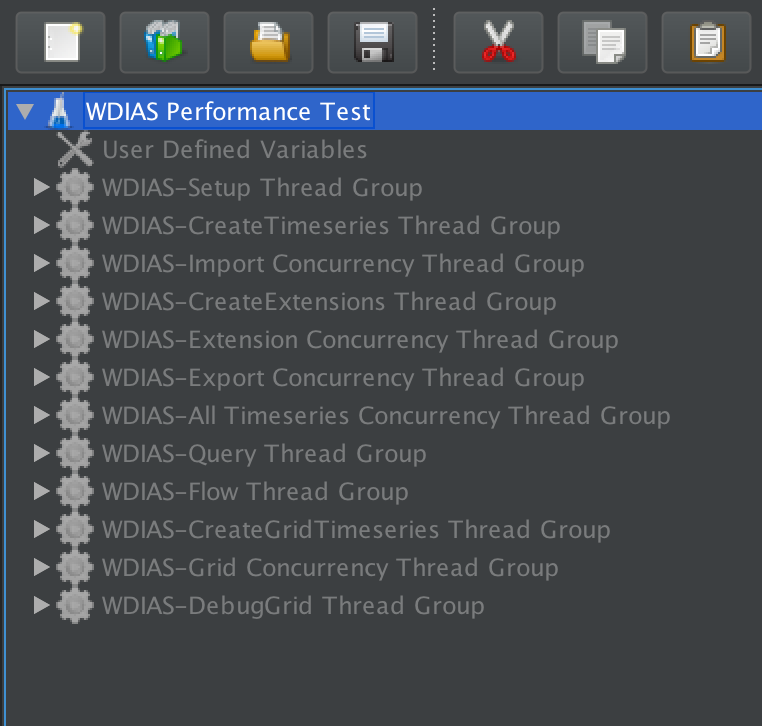 WDIAS Performance Test
User Defined Variables
WDIAS-Setup Thread Group
WDIAS-CreateTimeseries Thread Group
WDIAS-Import Concurrency Thread Group
WDIAS-CreateExtensions Thread Group
WDIAS-Extension Concurrency Thread Group
WDIAS-Export Concurrency Thread Group
WDIAS-All Timeseries Concurrency Thread Group
WDIAS-Query Thread Group
WDIAS-Flow Thread Group
WDIAS-CreateGridTimeseries Thread Group
WDIAS-Grid Concurrency Thread Group
WDIAS-DebugGrid Thread Group